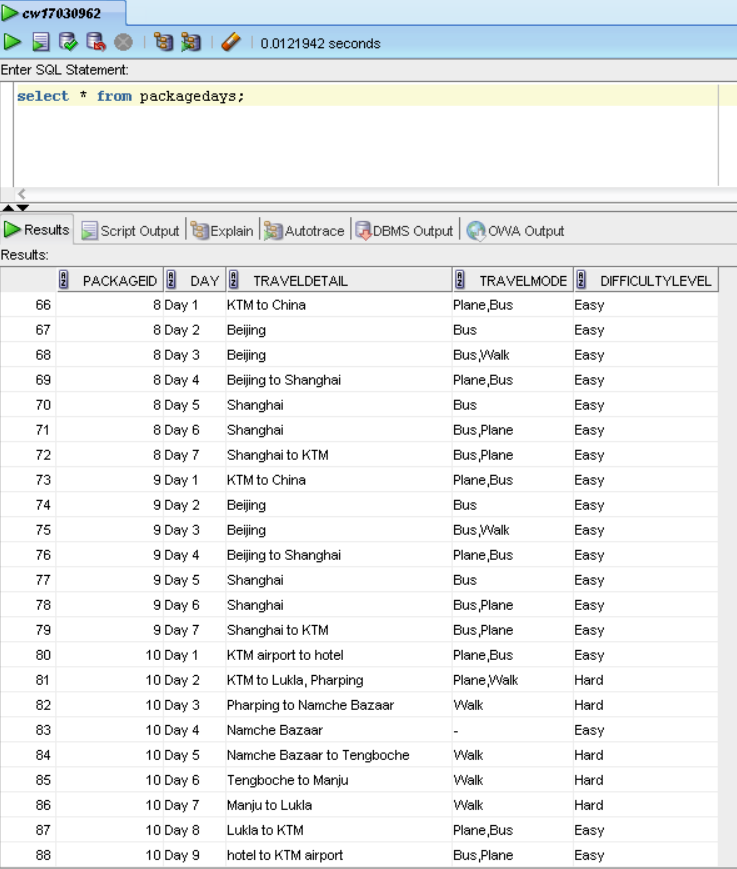 cw17030962
0.0121942 seconds
Enter SQL Statement:
select * from packagedays;
Results Script Output Explain Autotrace DBMS Output OWA Output
Results:
PACKAGEID DAY TRAVELDETAIL TRAVELMODE DIFFICULTYLEVEL
66 8 Day 1 KTM to China Plane,Bus Easy
67 8 Day 2 Beijing Bus Easy
68 8 Day 3 Beijing Bus,Walk Easy
69 8 Day 4 Beijing to Shanghai Plane,Bus Easy
70 8 Day 5 Shanghai Bus Easy
71 8 Day 6 Shanghai Bus,Plane Easy
72 8 Day 7 Shanghai to KTM Bus,Plane Easy
73 9 Day 1 KTM to China Plane,Bus Easy
74 9 Day 2 Beijing Bus Easy
75 9 Day 3 Beijing Bus,Walk Easy
76 9 Day 4 Beijing to Shanghai Plane,Bus Easy
77 9 Day 5 Shanghai Bus Easy
78 9 Day 6 Shanghai Bus,Plane Easy
79 9 Day 7 Shanghai to KTM Bus,Plane Easy
80 10 Day 1 KTM airport to hotel Plane,Bus Easy
81 10 Day 2 KTM to Lukla, Pharping Plane,Walk Hard
82 10 Day 3 Pharping to Namche Bazaar Walk Hard
83 10 Day 4 Namche Bazaar - Easy
84 10 Day 5 Namche Bazaar to Tengboche Walk Hard
85 10 Day 6 Tengboche to Manju Walk Hard
86 10 Day 7 Manju to Lukla Walk Hard
87 10 Day 8 Lukla to KTM Plane,Bus Easy
88 10 Day 9 hotel to KTM airport Bus,Plane Easy